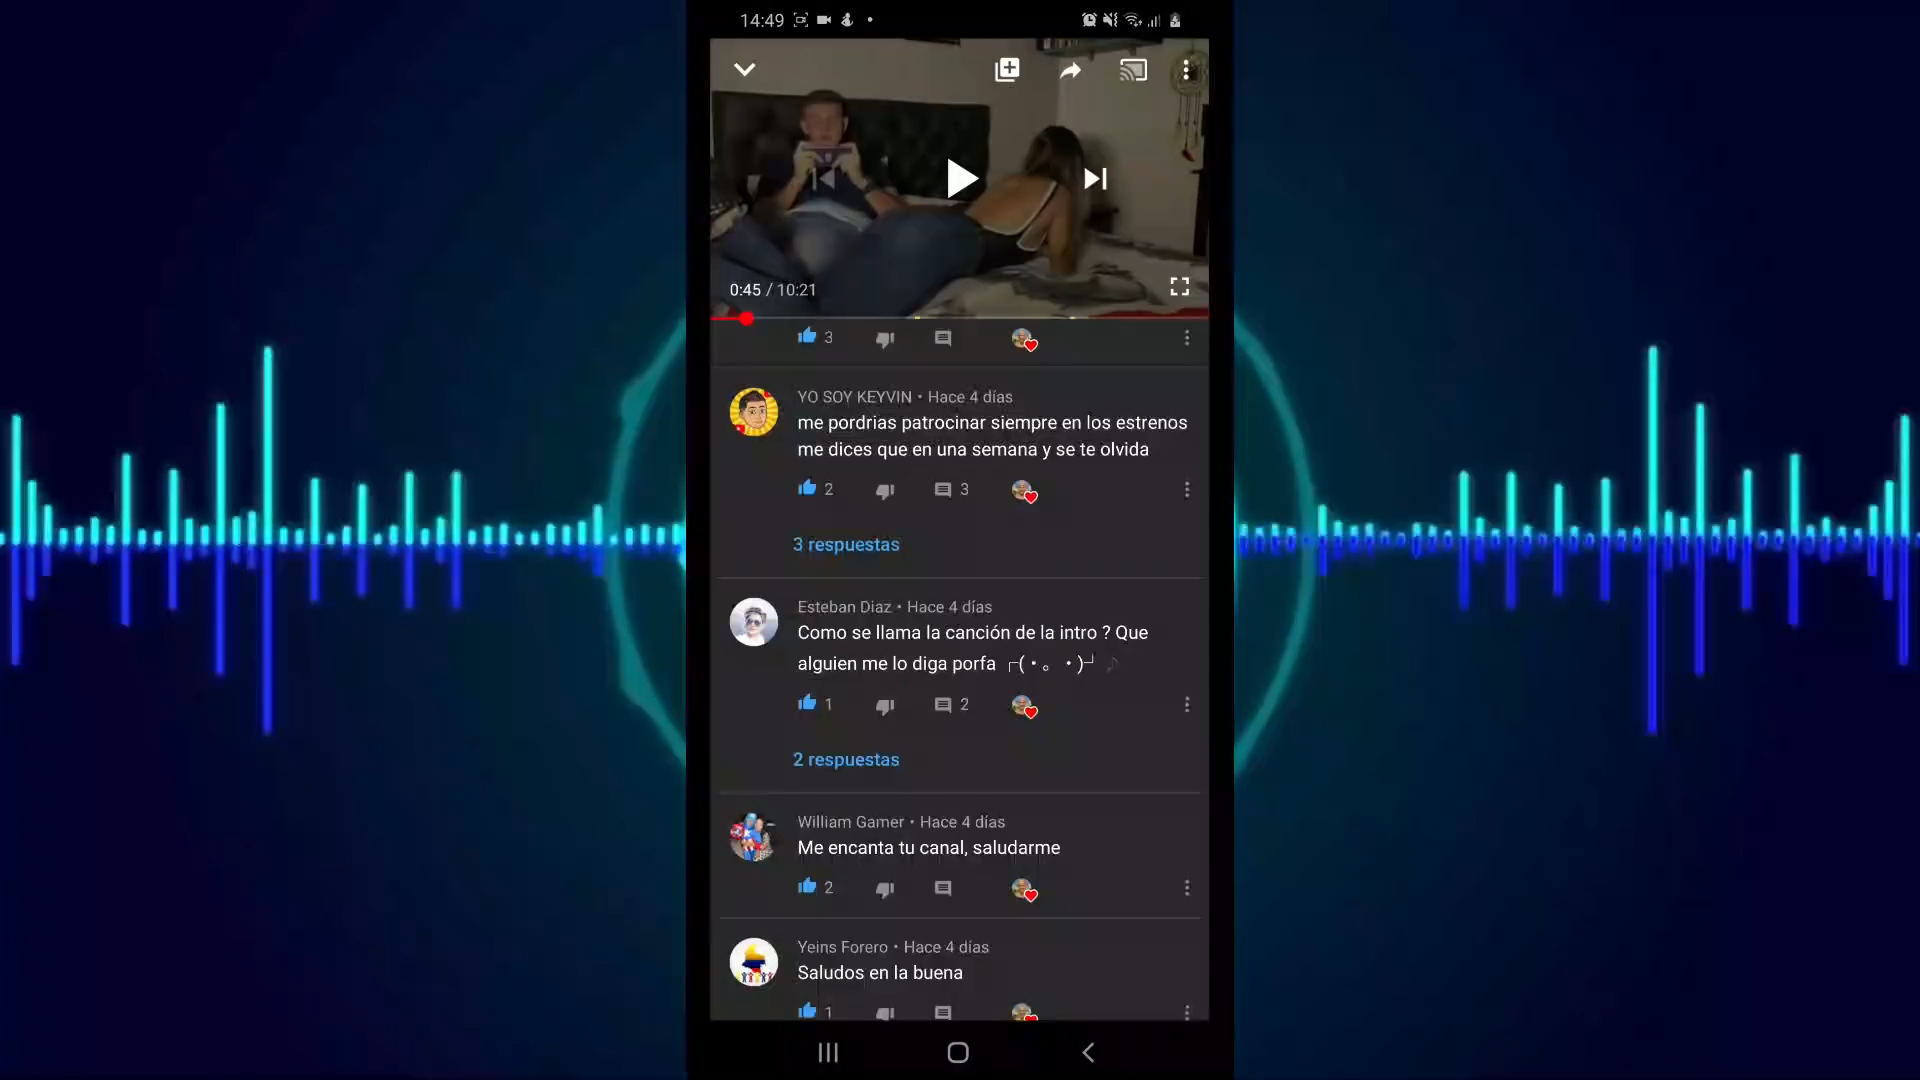 14:49
0:45 / 10:21
3
YO SOY KEYVIN • Hace 4 días
me pordrias patrocinar siempre en los estrenos
me dices que en una semana y se te olvida
2 3
3 respuestas
Esteban Diaz • Hace 4 días
Como se llama la canción de la intro ? Que
alguien me lo diga porfa ┌(・。・)┘♪
1 2
2 respuestas
William Gamer • Hace 4 días
Me encanta tu canal, saludarme
2
Yeins Forero • Hace 4 días
Saludos en la buena
1